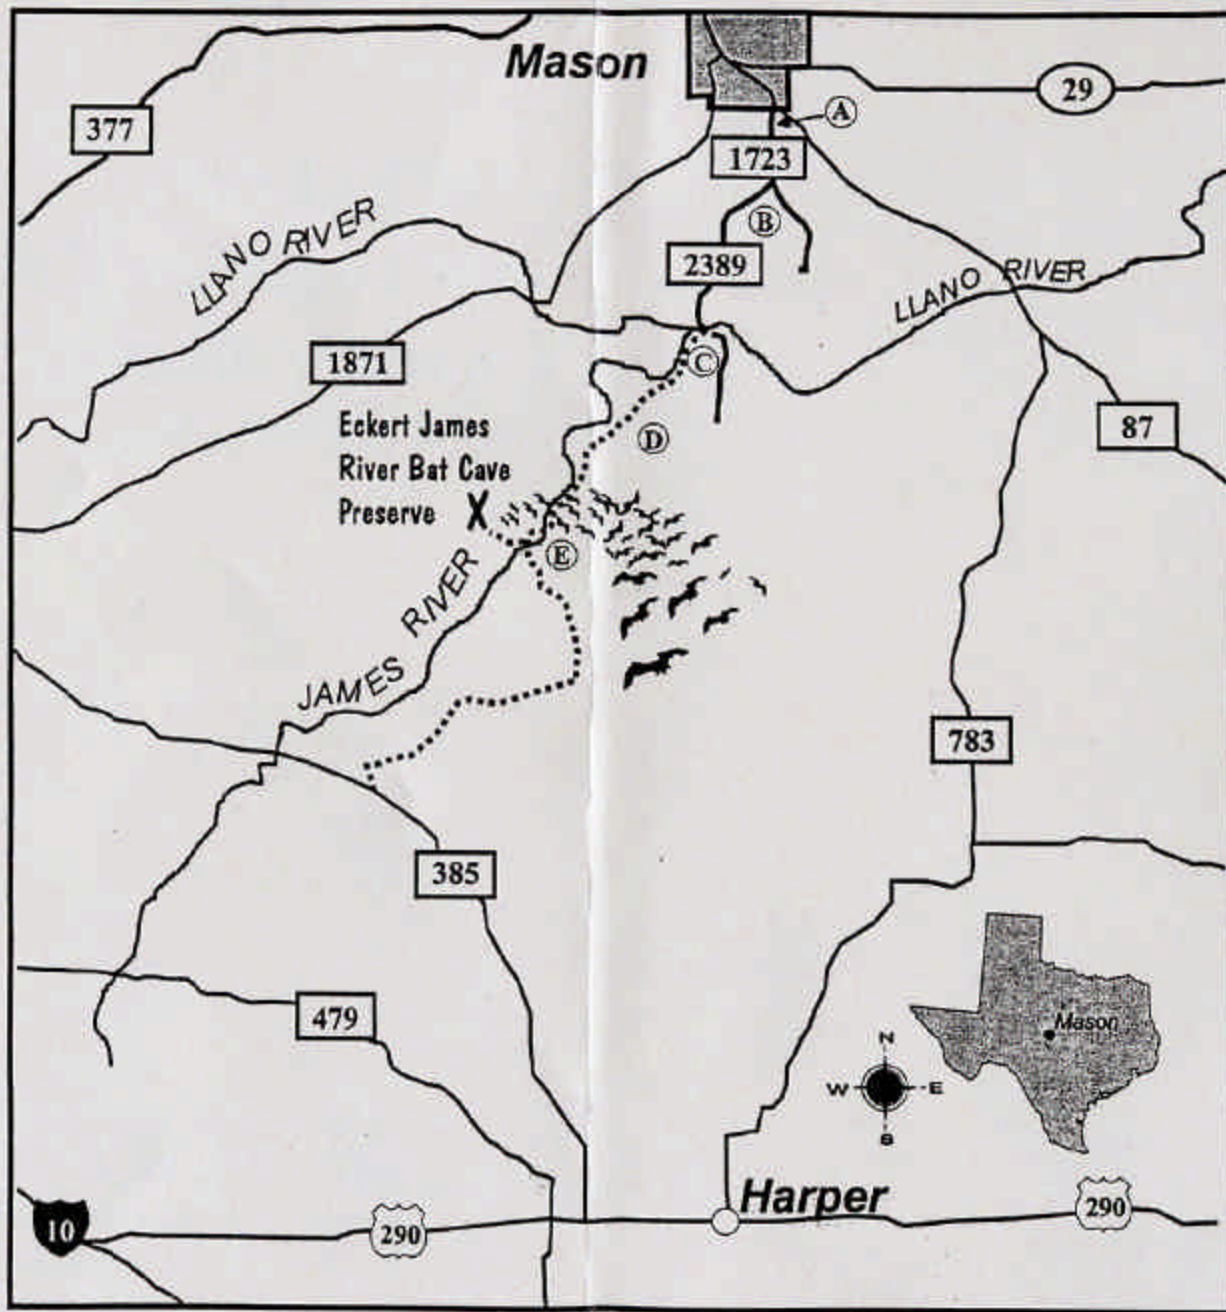 Mason
29
377
A
1723
B
LLANO RIVER
2389
LLANO RIVER
1871
C
Eckert James
River Bat Cave
Preserve X
87
D
E
JAMES RIVER
783
385
479
Mason
N
W E
S
Harper
10
290
290